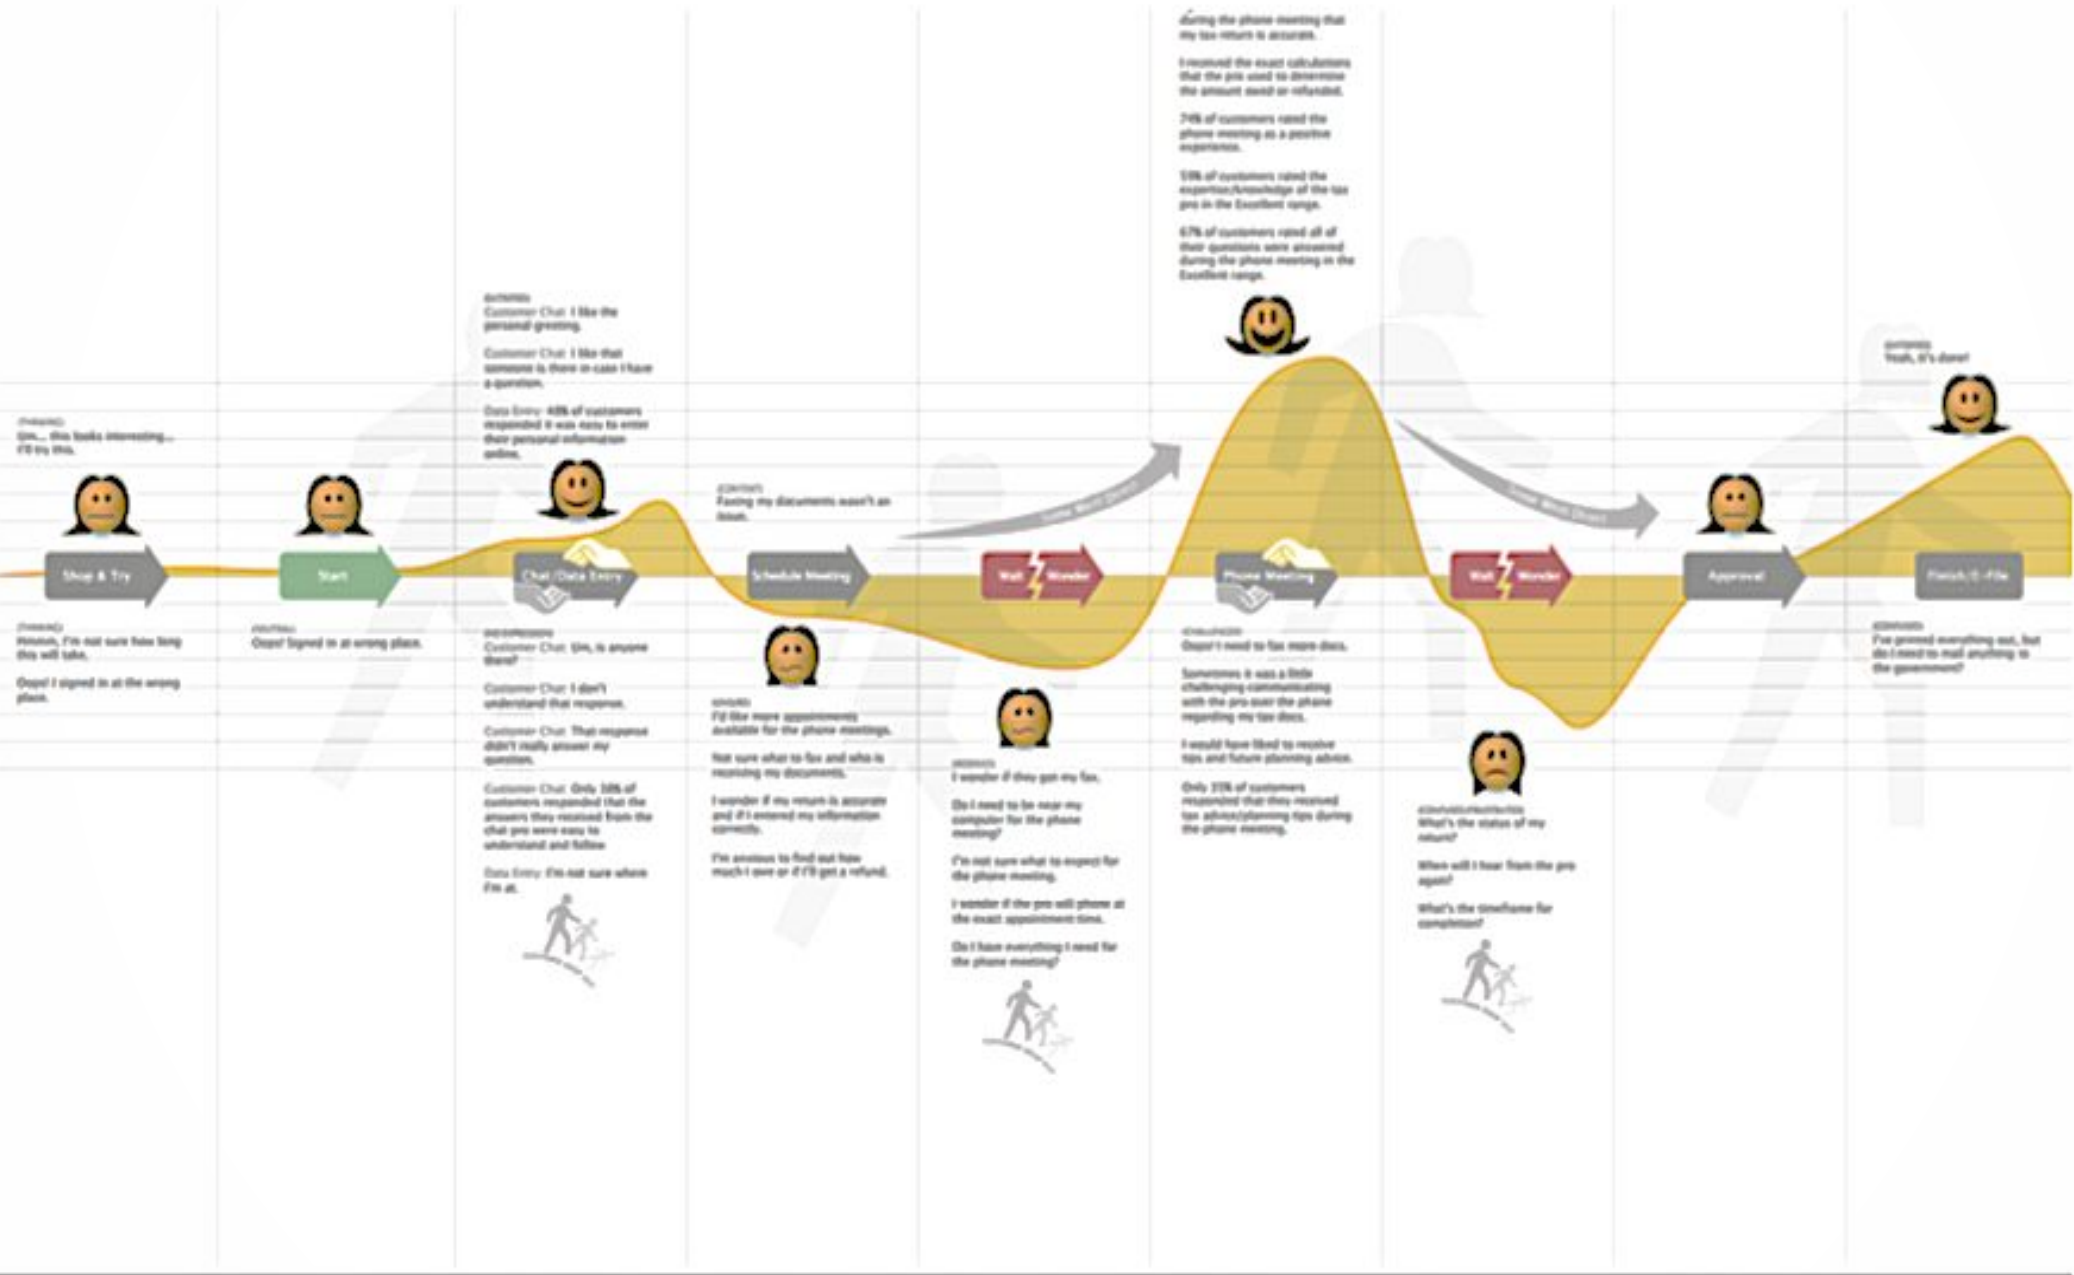 during the phone meeting that
my tax return is accurate.
I received the exact calculations
that the pro used to determine
the amount owed or refunded.
74% of customers rated the
phone meeting as a positive
experience.
of customers rated the
expertise/knowledge of the tax
pro in the Excellent range.
67% of customers rated all of
their questions were answered
during the phone meeting in the
Excellent range.
Customer Chat: I like the
personal greeting.
Customer Chat: I like that
someone is there in case I have
a question.
Data Entry: of customers
responded it was easy to enter
their personal information
online.
Yeah, it's done!
(THINKING)
Um... this looks interesting...
I'll try this.
(CONTENT)
Faxing my documents wasn't an
issue.
Shop & Try
Start
Chat/Data Entry
Schedule Meeting
Wait Wonder
Phone Meeting
Wait Wonder
Approval
Finish/E-File
(THINKING)
Hmmm, I'm not sure how long
this will take.
Oops! I signed in at the wrong
place.
(NEUTRAL)
Oops! Signed in at wrong place.
Customer Chat: Um, is anyone
there?
Customer Chat: I don't
understand that response.
Customer Chat: That response
didn't really answer my
question.
Customer Chat: Only of
customers responded that the
answers they received from the
chat pro were easy to
understand and follow
Data Entry: I'm not sure where
I'm at.
I'd like more appointments
available for the phone meetings.
Not sure what to fax and who is
receiving my documents.
I wonder if my return is accurate
and if I entered my information
correctly.
I'm anxious to find out how
much I owe or if I'll get a refund.
I wonder if they got my fax.
Do I need to be near my
computer for the phone
meeting?
I'm not sure what to expect for
the phone meeting.
I wonder if the pro will phone at
the exact appointment time.
Do I have everything I need for
the phone meeting?
(CHALLENGED)
Oops! I need to fax more docs.
Sometimes it was a little
challenging communicating
with the pro over the phone
regarding my tax docs.
I would have liked to receive
tips and future planning advice.
Only of customers
responded that they received
tax advice/planning tips during
the phone meeting.
What's the status of my
return?
When will I hear from the pro
again?
What's the timeframe for
completion?
(CONFUSED)
I've printed everything out, but
do I need to mail anything to
the government?